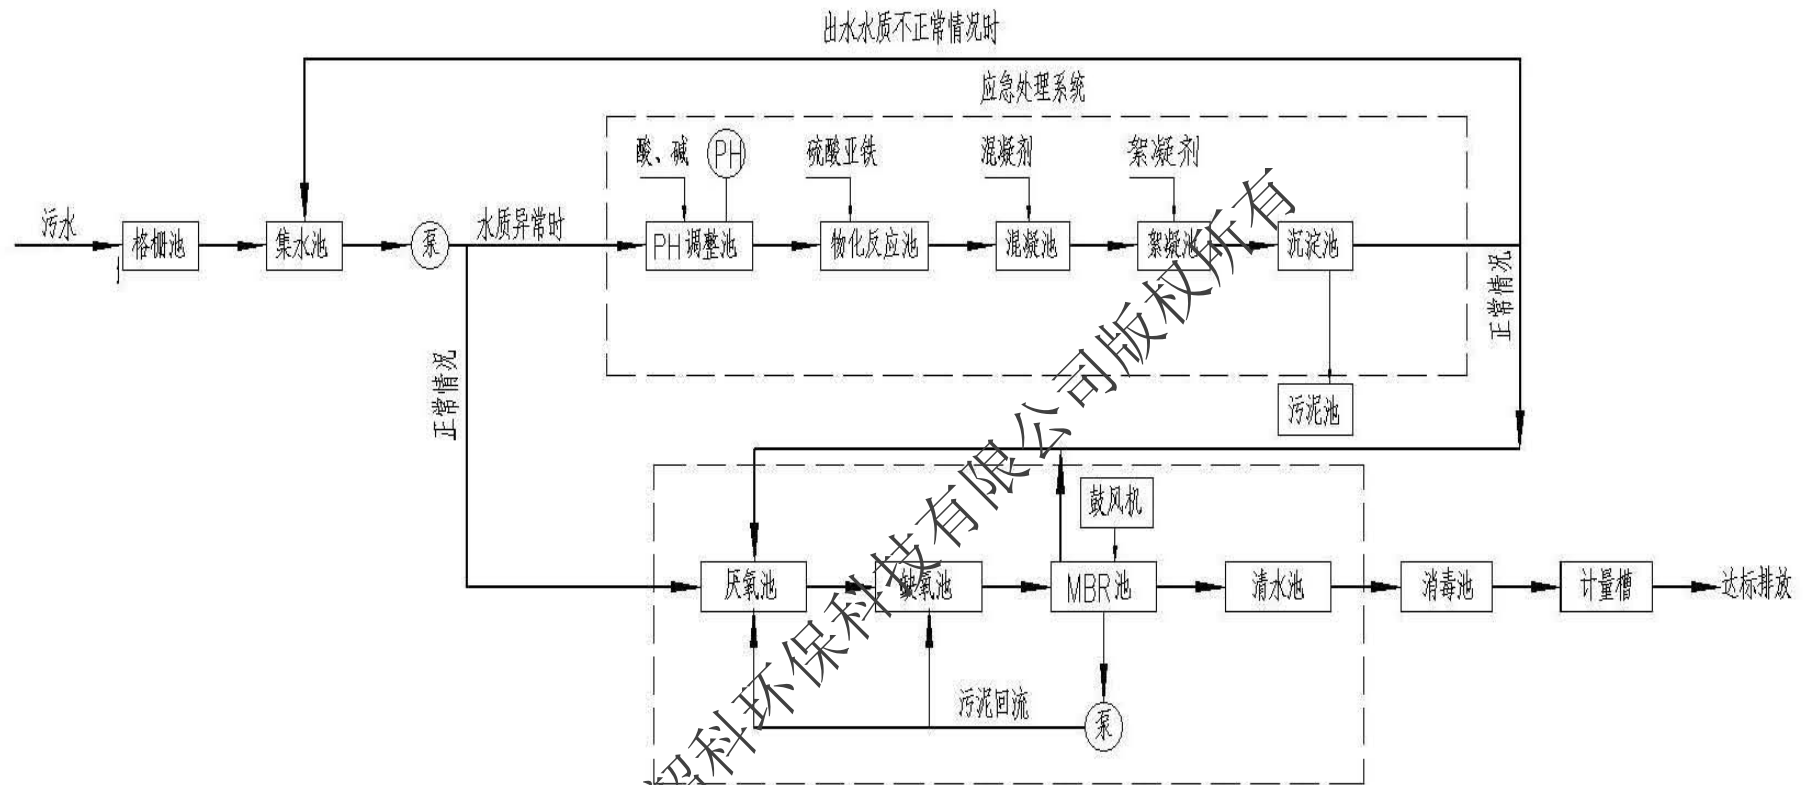 出水水质不正常情况时
应急处理系统
酸、碱
PH
硫酸亚铁
混凝剂
絮凝剂
污水
格栅池
集水池
泵
水质异常时
PH调整池
物化反应池
混凝池
絮凝池
沉淀池
正常情况
正常情况
污泥池
鼓风机
厌氧池
缺氧池
MBR池
清水池
消毒池
计量槽
达标排放
污泥回流
泵
科环保科技有限公司版权所有